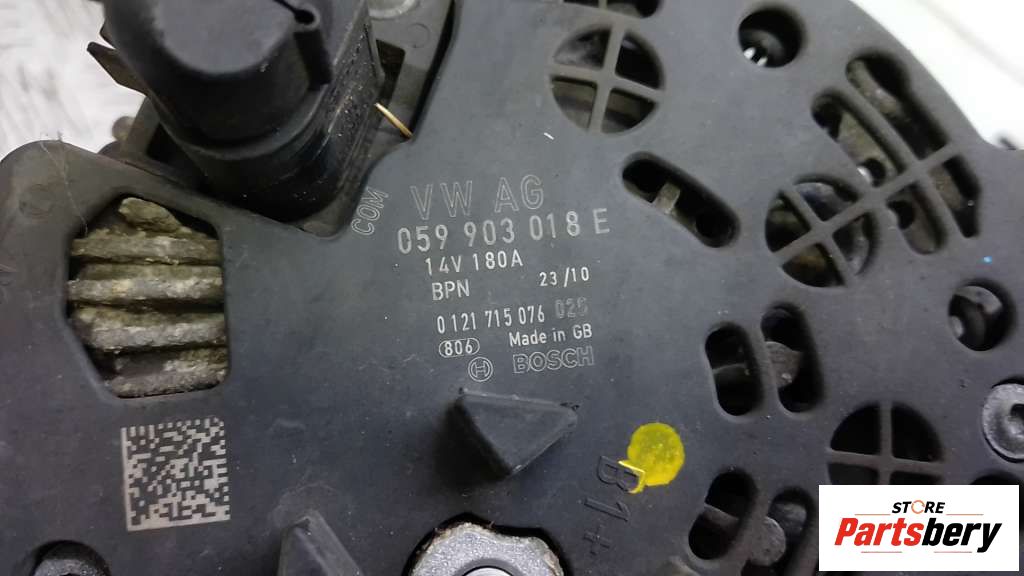 COM
VW AG
059 903 018 E
14V 180A
BPN 23/10
0 121 715 076
806 Made in GB
BOSCH
B1+
STORE
Partsbery